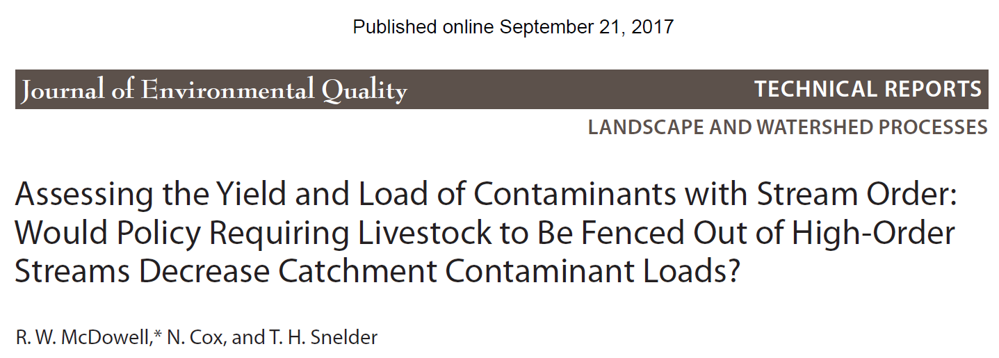 Published online September 21, 2017
Journal of Environmental Quality
TECHNICAL REPORTS
LANDSCAPE AND WATERSHED PROCESSES
Assessing the Yield and Load of Contaminants with Stream Order:
Would Policy Requiring Livestock to Be Fenced Out of High-Order
Streams Decrease Catchment Contaminant Loads?
R. W. McDowell,* N. Cox, and T. H. Snelder